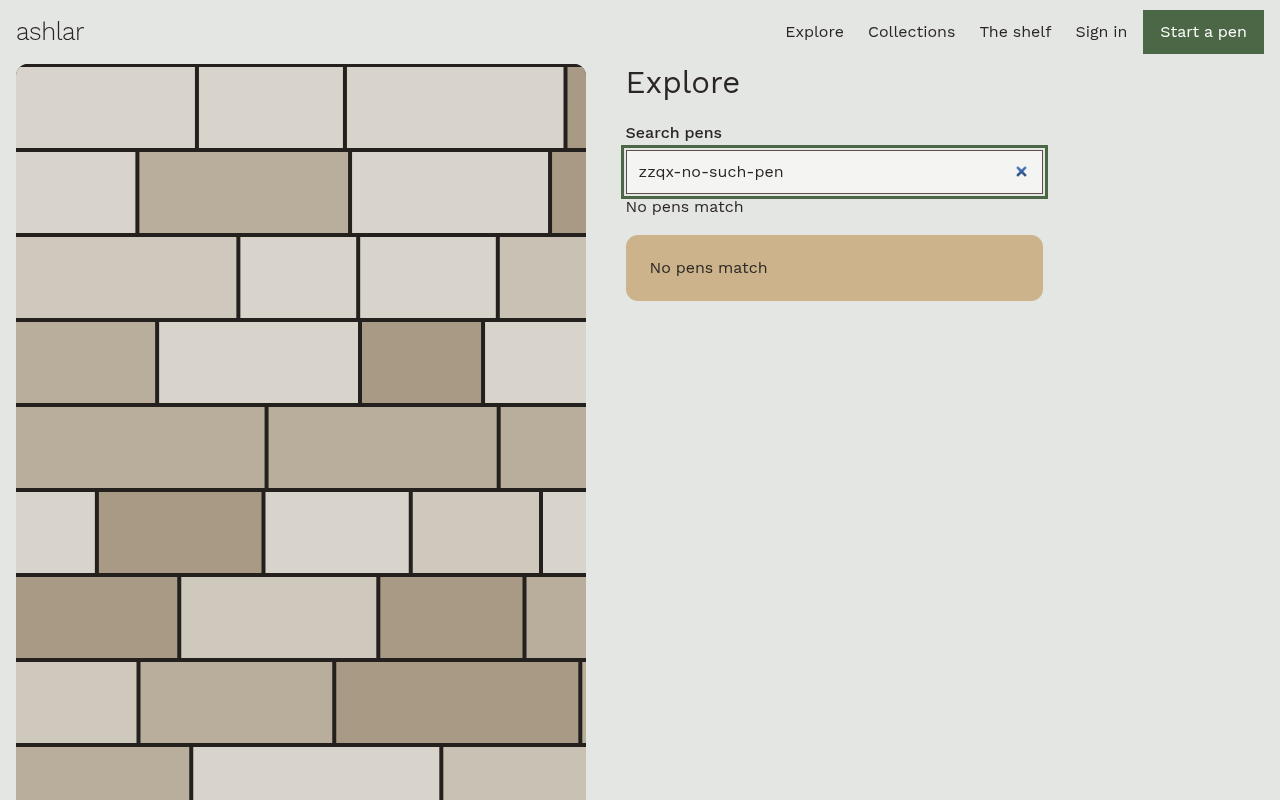 ashlar
Explore
Collections
The shelf
Sign in
Start a pen
Explore
Search pens
zzqx-no-such-pen
No pens match
No pens match